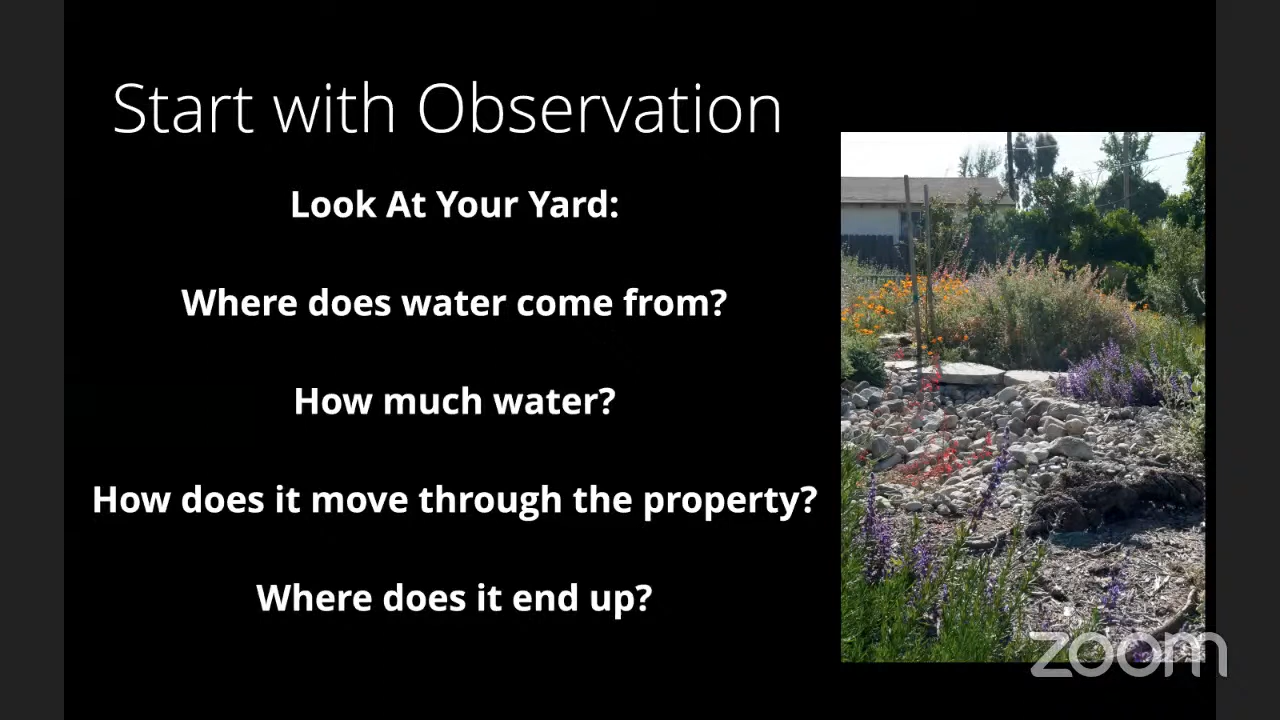 Start with Observation
Look At Your Yard:
Where does water come from?
How much water?
How does it move through the property?
Where does it end up?
zoom